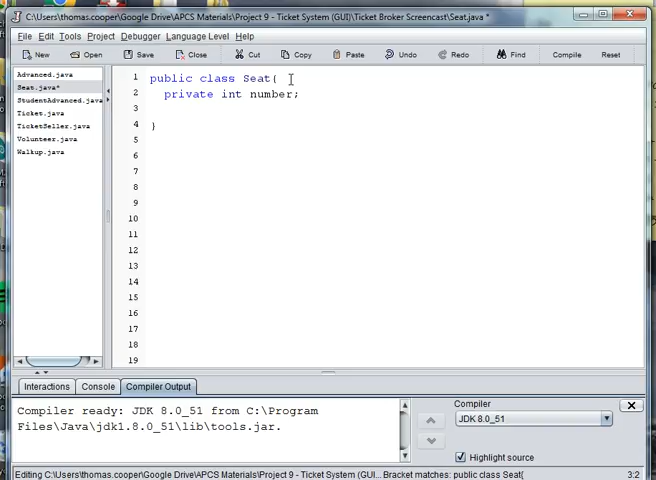 C:\Users\thomas.cooper\Google Drive\APCS Materials\Project 9 - Ticket System (GUI)\Ticket Broker Screencast\Seat.java *
File Edit Tools Project Debugger Language Level Help
New Open Save Close Cut Copy Paste Undo Redo Find Compile Reset
Advanced.java
Seat.java*
StudentAdvanced.java
Ticket.java
TicketSeller.java
Volunteer.java
Walkup.java
1 public class Seat{
2 private int number;
3
4 }
5
6
7
8
9
10
11
12
13
14
15
16
17
18
19
Interactions Console Compiler Output
Compiler ready: JDK 8.0_51 from C:\Program
Files\Java\jdk1.8.0_51\lib\tools.jar.
Compiler
JDK 8.0_51
Highlight source
Editing C:\Users\thomas.cooper\Google Drive\APCS Materials\Project 9 - Ticket System (GUI... Bracket matches: public class Seat{ 3:2